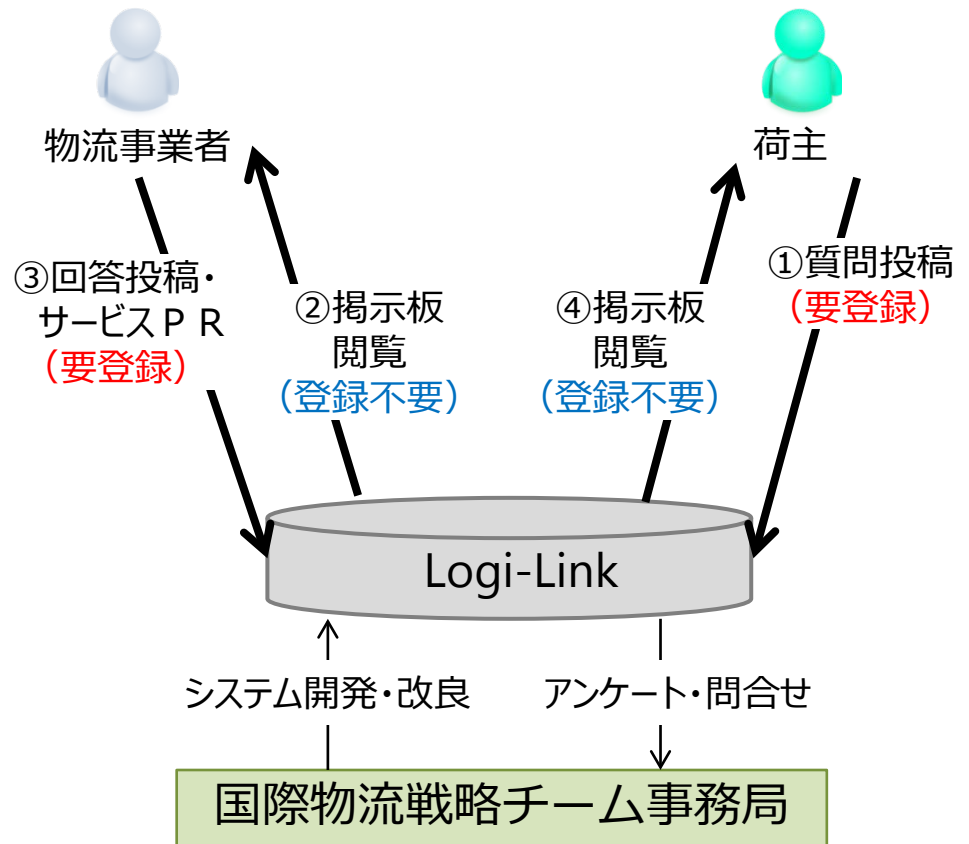 物流事業者
荷主
③回答投稿・
サービスＰＲ
（要登録）
②掲示板
閲覧
（登録不要）
④掲示板
閲覧
（登録不要）
①質問投稿
（要登録）
Logi-Link
システム開発・改良
アンケート・問合せ
国際物流戦略チーム事務局